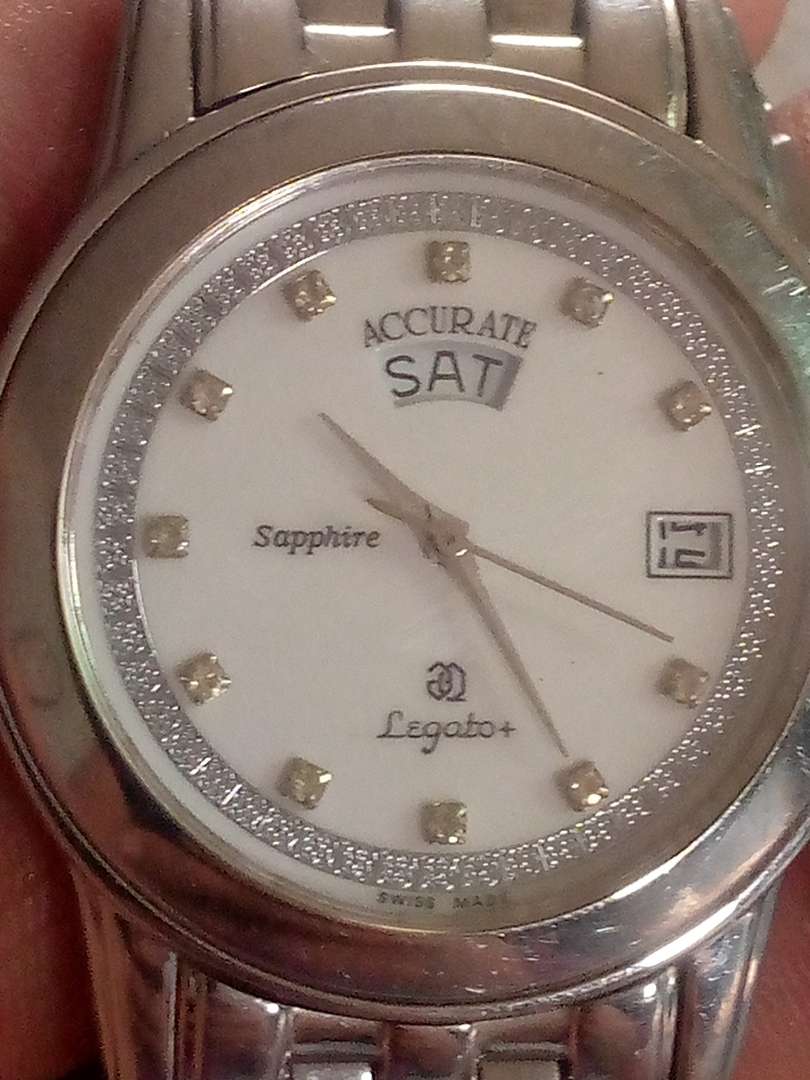 ACCURATE
SAT
Sapphire
Legato+
SWISS MADE